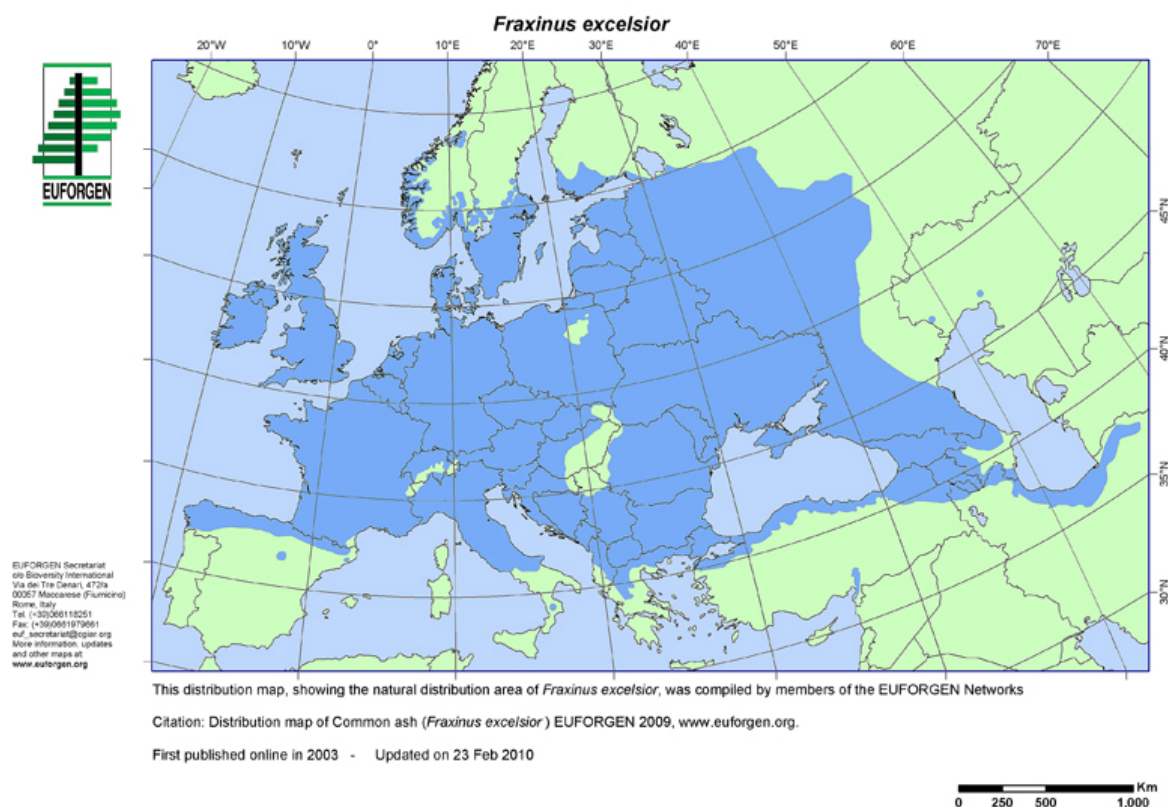 Fraxinus excelsior
20°W 10°W 0° 10°E 20°E 30°E 40°E 50°E 60°E 70°E
EUFORGEN
45°N
40°N
35°N
30°N
EUFORGEN Secretariat
c/o Bioversity International
Via dei Tre Denari, 472/a
00057 Maccarese (Fiumicino)
Rome, Italy
Tel. (+39)066118251
Fax: (+39)0661979661
euf_secretariat@cgiar.org
More information, updates
and other maps at:
www.euforgen.org
This distribution map, showing the natural distribution area of Fraxinus excelsior, was compiled by members of the EUFORGEN Networks
Citation: Distribution map of Common ash (Fraxinus excelsior ) EUFORGEN 2009, www.euforgen.org.
First published online in 2003 - Updated on 23 Feb 2010
Km
0 250 500 1,000